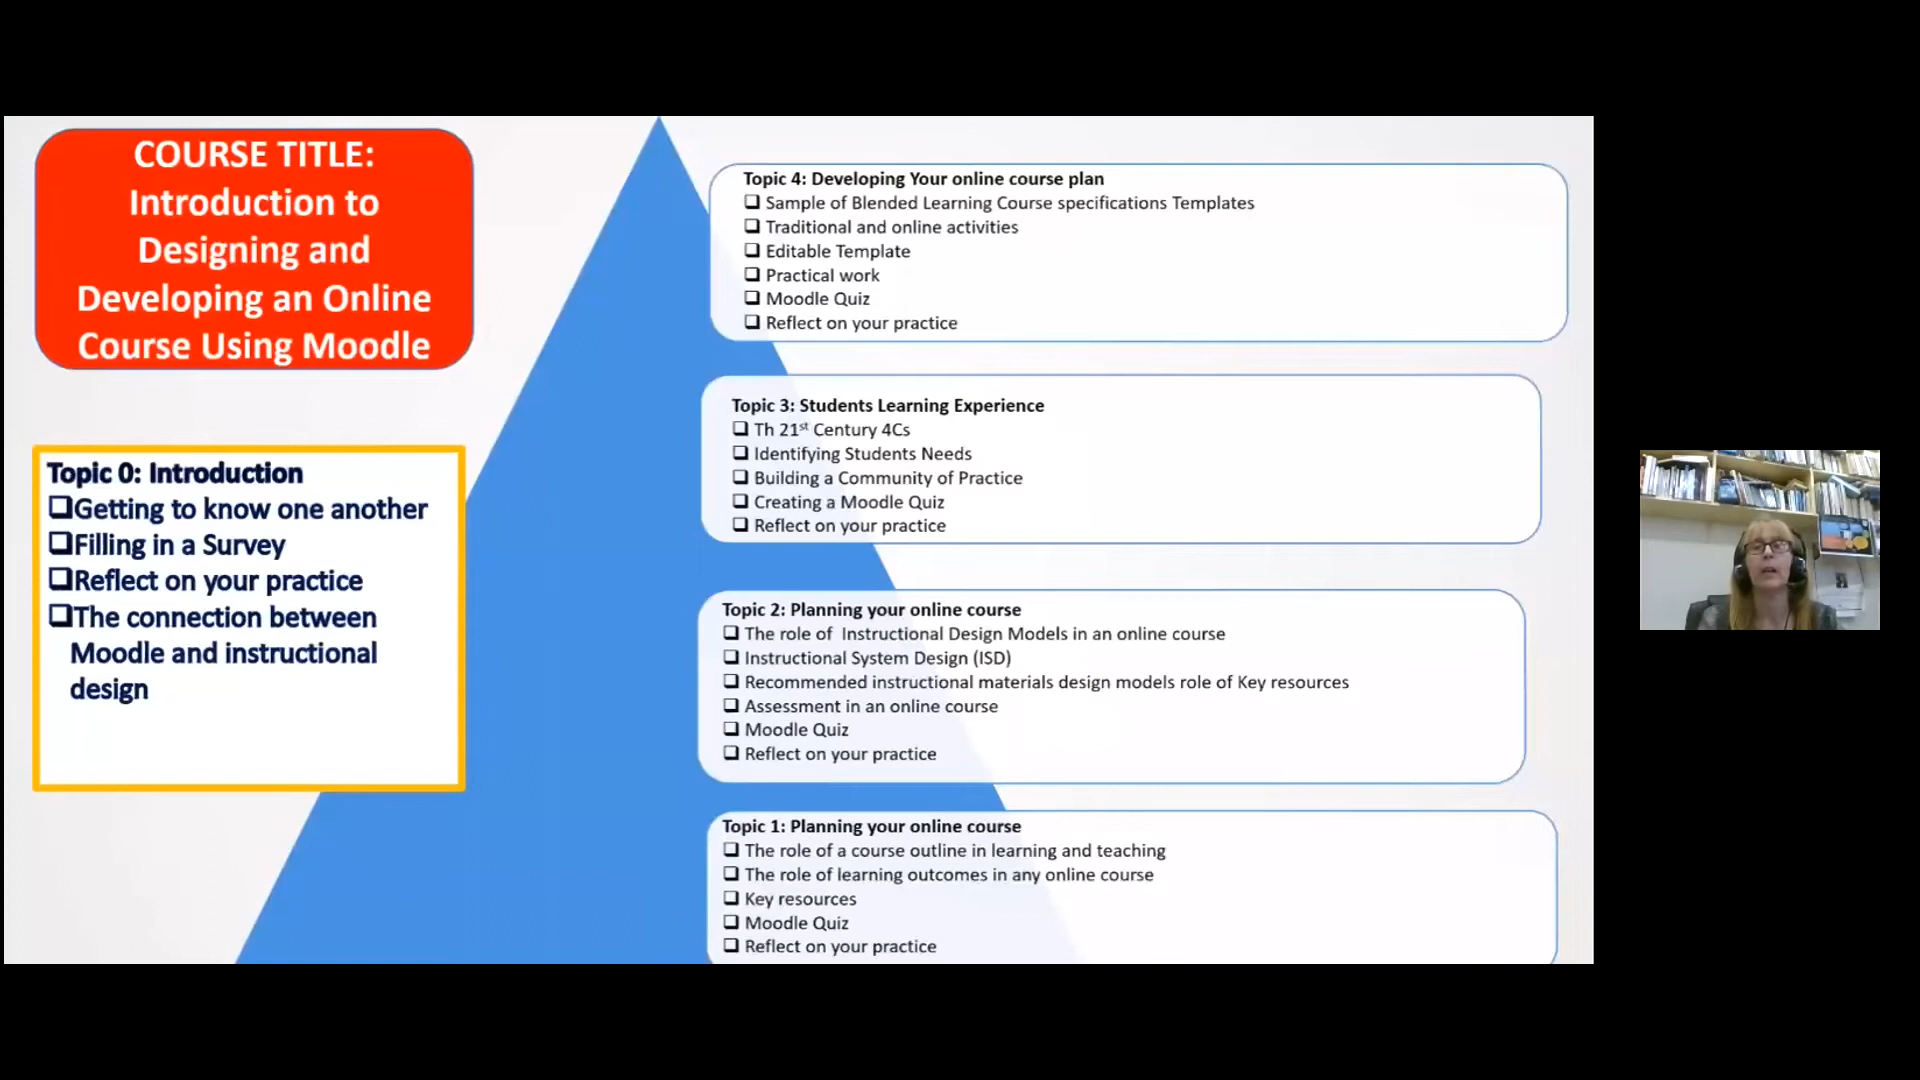 COURSE TITLE:
Introduction to
Designing and
Developing an Online
Course Using Moodle
Topic 0: Introduction
❑Getting to know one another
❑Filling in a Survey
❑Reflect on your practice
❑The connection between
Moodle and instructional
design
Topic 4: Developing Your online course plan
❑ Sample of Blended Learning Course specifications Templates
❑ Traditional and online activities
❑ Editable Template
❑ Practical work
❑ Moodle Quiz
❑ Reflect on your practice
Topic 3: Students Learning Experience
❑ Th 21st Century 4Cs
❑ Identifying Students Needs
❑ Building a Community of Practice
❑ Creating a Moodle Quiz
❑ Reflect on your practice
Topic 2: Planning your online course
❑ The role of  Instructional Design Models in an online course
❑ Instructional System Design (ISD)
❑ Recommended instructional materials design models role of Key resources
❑ Assessment in an online course
❑ Moodle Quiz
❑ Reflect on your practice
Topic 1: Planning your online course
❑ The role of a course outline in learning and teaching
❑ The role of learning outcomes in any online course
❑ Key resources
❑ Moodle Quiz
❑ Reflect on your practice